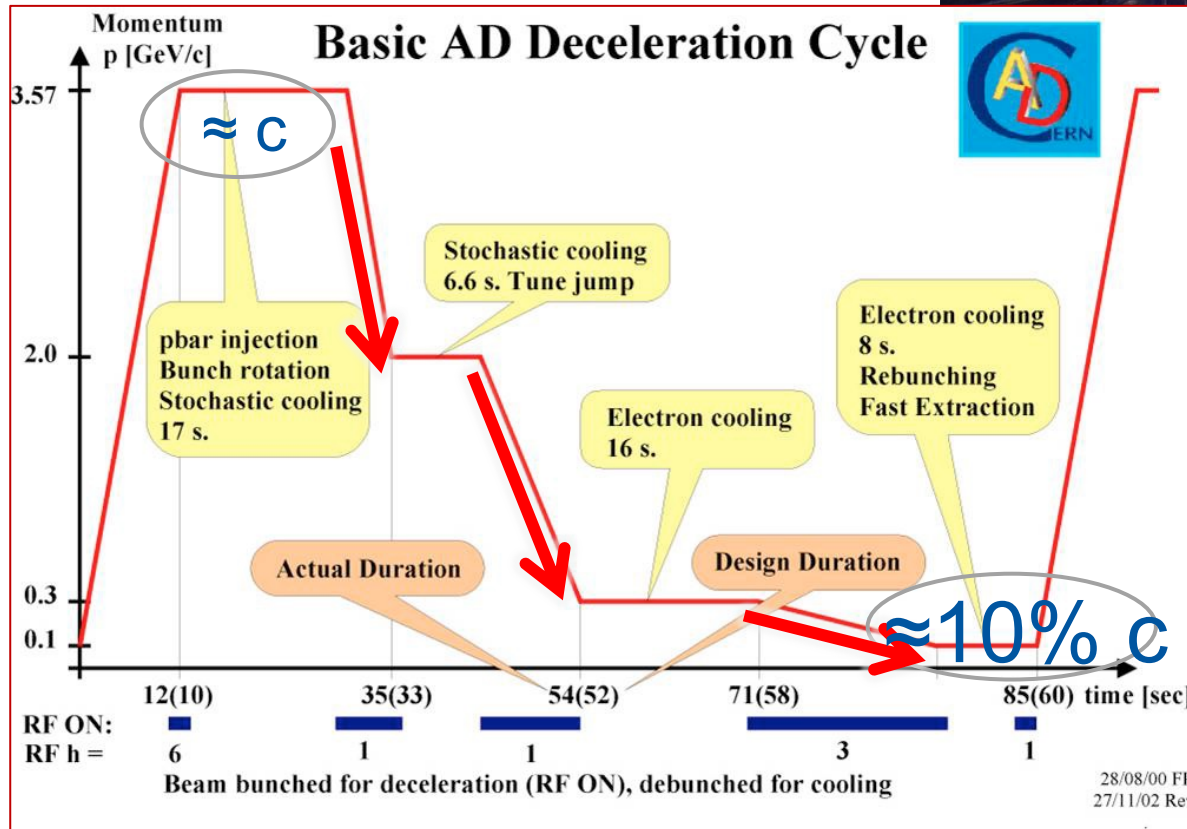 Basic AD Deceleration Cycle
Momentum
p [GeV/c]
AD
CERN
3.57
≈ c
Stochastic cooling
6.6 s. Tune jump
pbar injection
Bunch rotation
Stochastic cooling
17 s.
Electron cooling
8 s.
Rebunching
Fast Extraction
2.0
Electron cooling
16 s.
Actual Duration
Design Duration
0.3
0.1
≈10% c
12(10) 35(33) 54(52) 71(58) 85(60) time [sec]
RF ON:
RF h = 6 1 1 3 1
Beam bunched for deceleration (RF ON), debunched for cooling
28/08/00
27/11/02